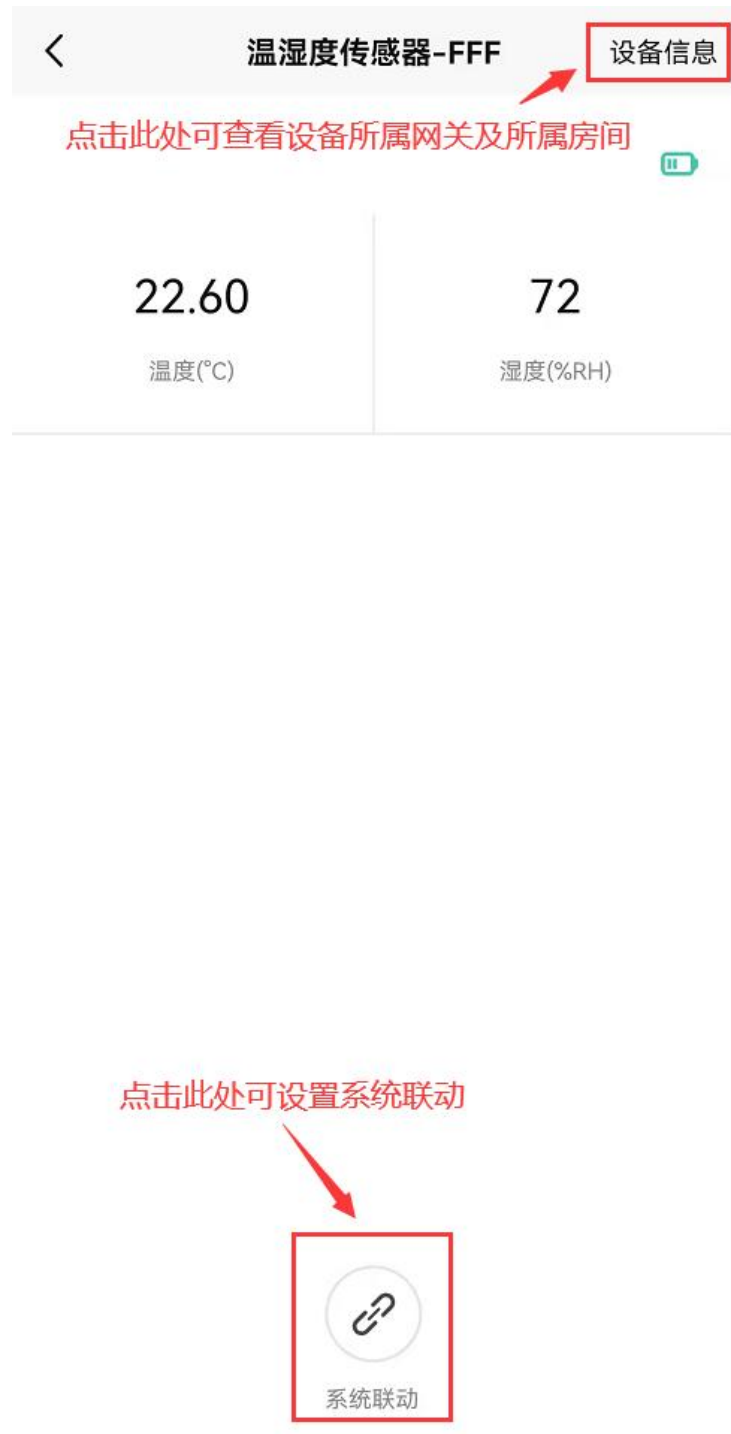 温湿度传感器-FFF
设备信息
点击此处可查看设备所属网关及所属房间
22.60
72
温度(°C)
湿度(%RH)
点击此处可设置系统联动
系统联动